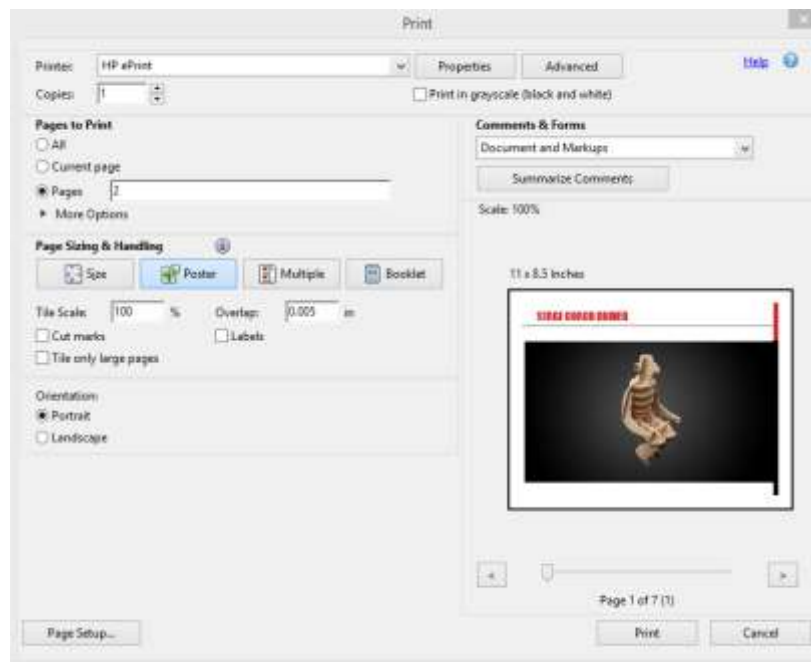 Print
Printer: HP ePrint Properties Advanced Help
Copies: 1 Print in grayscale (black and white)
Pages to Print
All
Current page
Pages 2
More Options
Comments & Forms
Document and Markups
Summarize Comments
Scale: 100%
Page Sizing & Handling
Size Poster Multiple Booklet
Tile Scale: 100 % Overlap: 0.005 in
Cut marks Labels
Tile only large pages
Orientation:
Portrait
Landscape
11 x 8.5 Inches
Page 1 of 7 (1)
Page Setup... Print Cancel